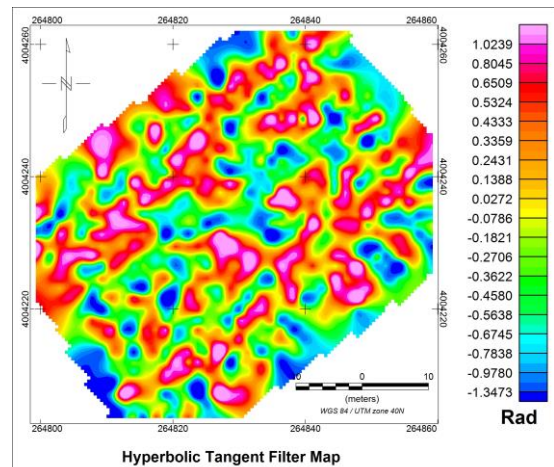 264800 264820 264840 264860
4004260 4004260
4004240 4004240
4004220 4004220
N
1.0239
0.8045
0.6509
0.5324
0.4333
0.3359
0.2431
0.1388
0.0272
-0.0786
-0.1821
-0.2706
-0.3622
-0.4580
-0.5638
-0.6745
-0.7838
-0.9780
-1.3473
Rad
10 0 10
(meters)
WGS 84 / UTM zone 40N
264800 264820 264840 264860
Hyperbolic Tangent Filter Map